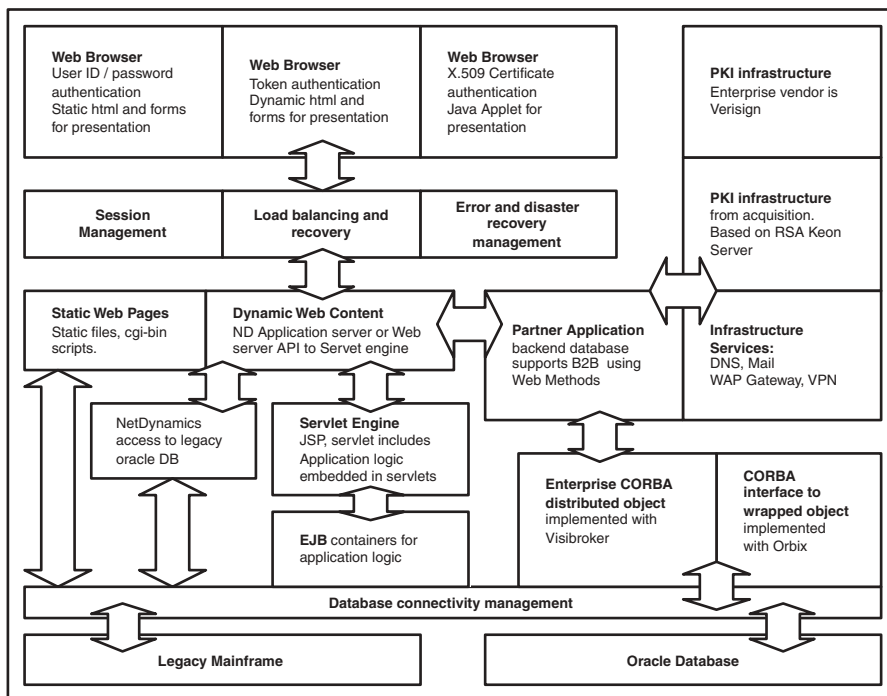 Web Browser
User ID / password
authentication
Static html and forms
for presentation
Web Browser
Token authentication
Dynamic html and
forms for presentation
Web Browser
X.509 Certificate
authentication
Java Applet for
presentation
PKI infrastructure
Enterprise vendor is
Verisign
Session
Management
Load balancing and
recovery
Error and disaster
recovery
management
PKI infrastructure
from acquisition.
Based on RSA Keon
Server
Static Web Pages
Static files, cgi-bin
scripts.
Dynamic Web Content
ND Application server or Web
server API to Servet engine
Partner Application
backend database
supports B2B using
Web Methods
Infrastructure
Services:
DNS, Mail
WAP Gateway, VPN
NetDynamics
access to legacy
oracle DB
Servlet Engine
JSP, servlet includes
Application logic
embedded in servlets
Enterprise CORBA
distributed object
implemented with
Visibroker
CORBA
interface to
wrapped object
implemented
with Orbix
EJB containers for
application logic
Database connectivity management
Legacy Mainframe
Oracle Database